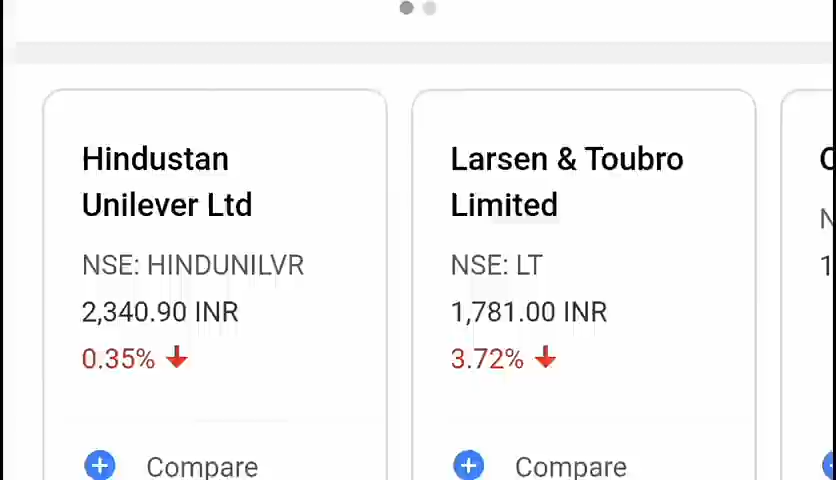 Hindustan
Unilever Ltd
NSE: HINDUNILVR
2,340.90 INR
0.35%
Compare
Larsen & Toubro
Limited
NSE: LT
1,781.00 INR
3.72%
Compare